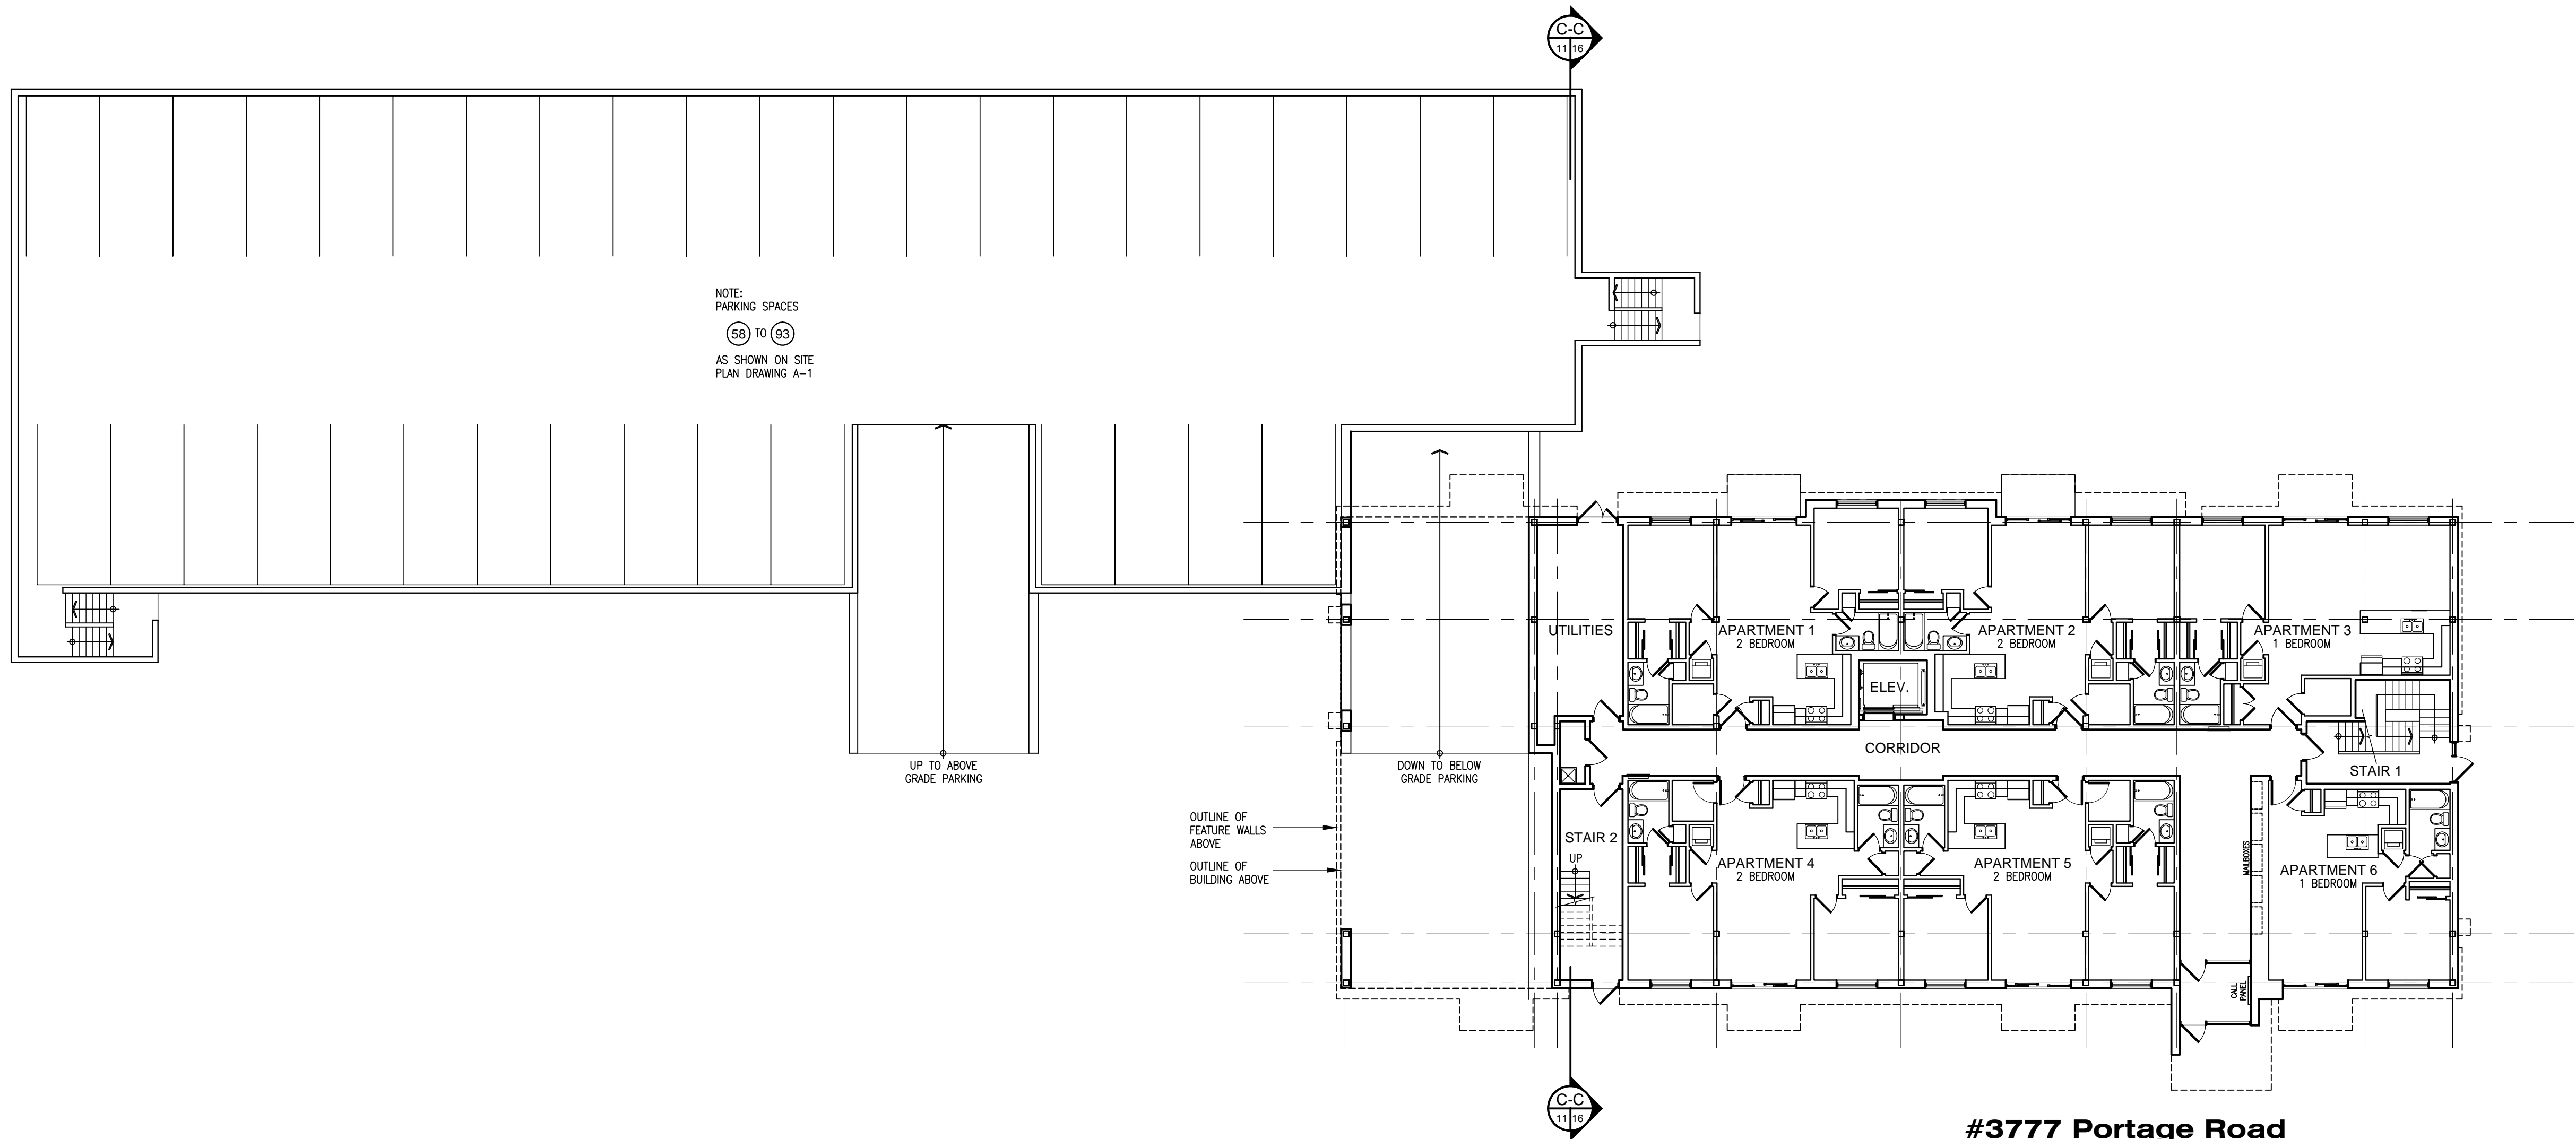 C-C
11 16
NOTE:
PARKING SPACES
58 TO 93
AS SHOWN ON SITE
PLAN DRAWING A-1
UP TO ABOVE
GRADE PARKING
DOWN TO BELOW
GRADE PARKING
OUTLINE OF
FEATURE WALLS
ABOVE
OUTLINE OF
BUILDING ABOVE
UTILITIES
APARTMENT 1
2 BEDROOM
APARTMENT 2
2 BEDROOM
APARTMENT 3
1 BEDROOM
ELEV.
CORRIDOR
STAIR 1
STAIR 2
UP
APARTMENT 4
2 BEDROOM
APARTMENT 5
2 BEDROOM
MAILBOXES
APARTMENT 6
1 BEDROOM
CALL
PANEL
C-C
11 16
#3777 Portage Road